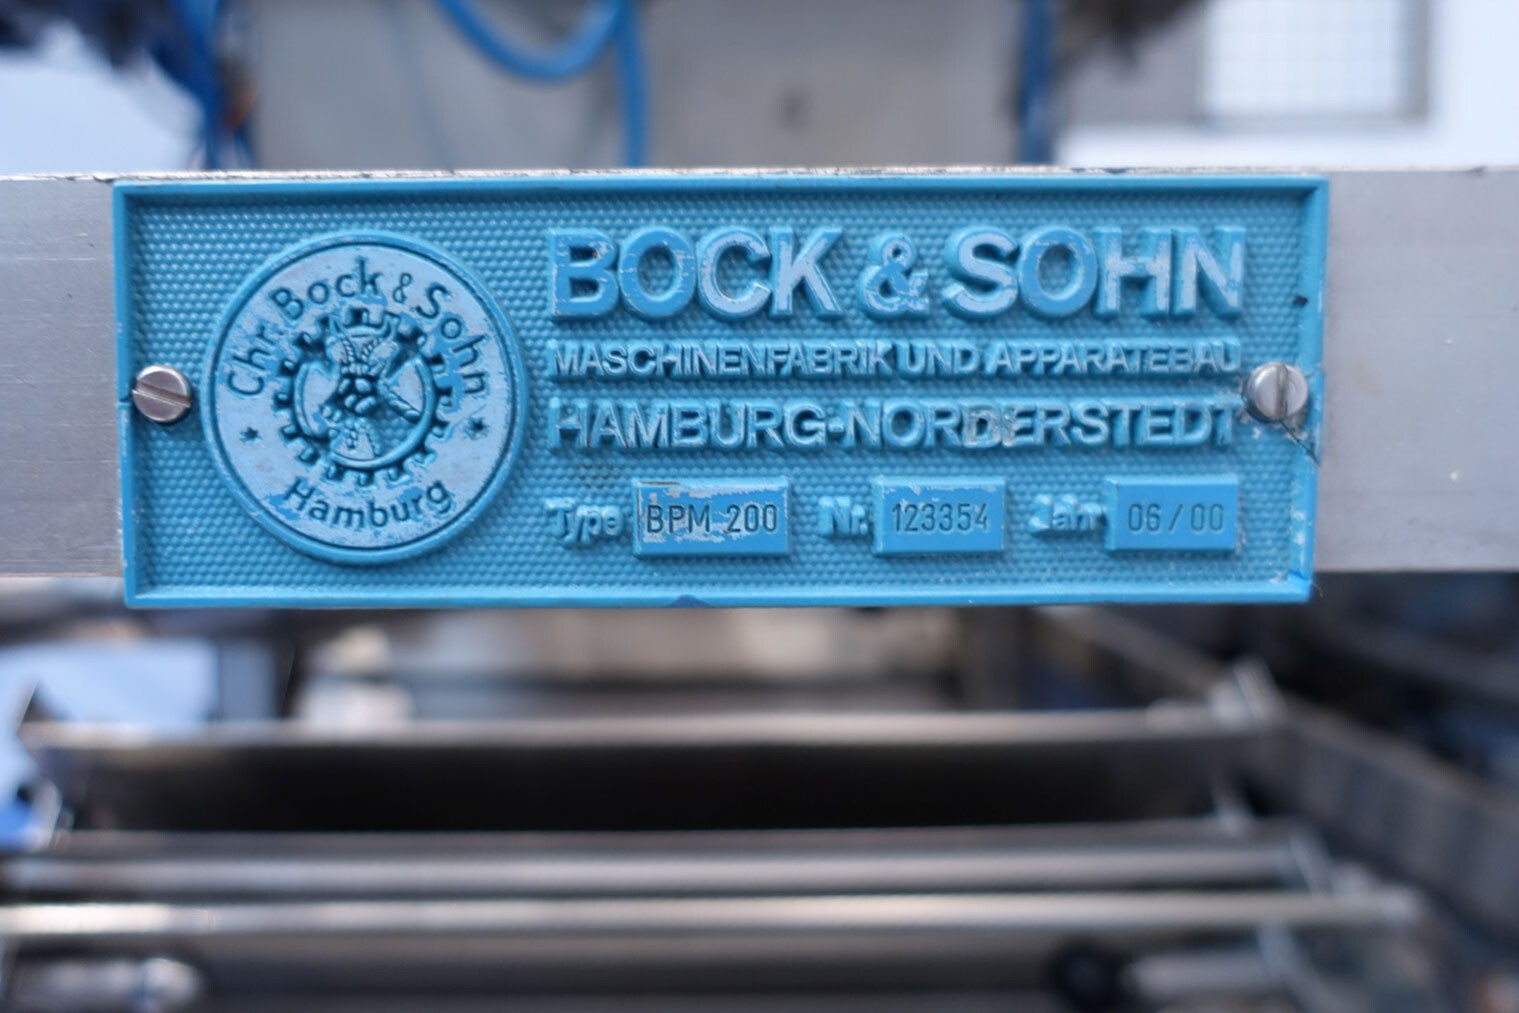 Chr. Bock & Sohn
Hamburg
BOCK & SOHN
MASCHINENFABRIK UND APPARATEBAU
HAMBURG-NORDERSTEDT
Type BPM 200 Nr. 123354 Jahr 06/00